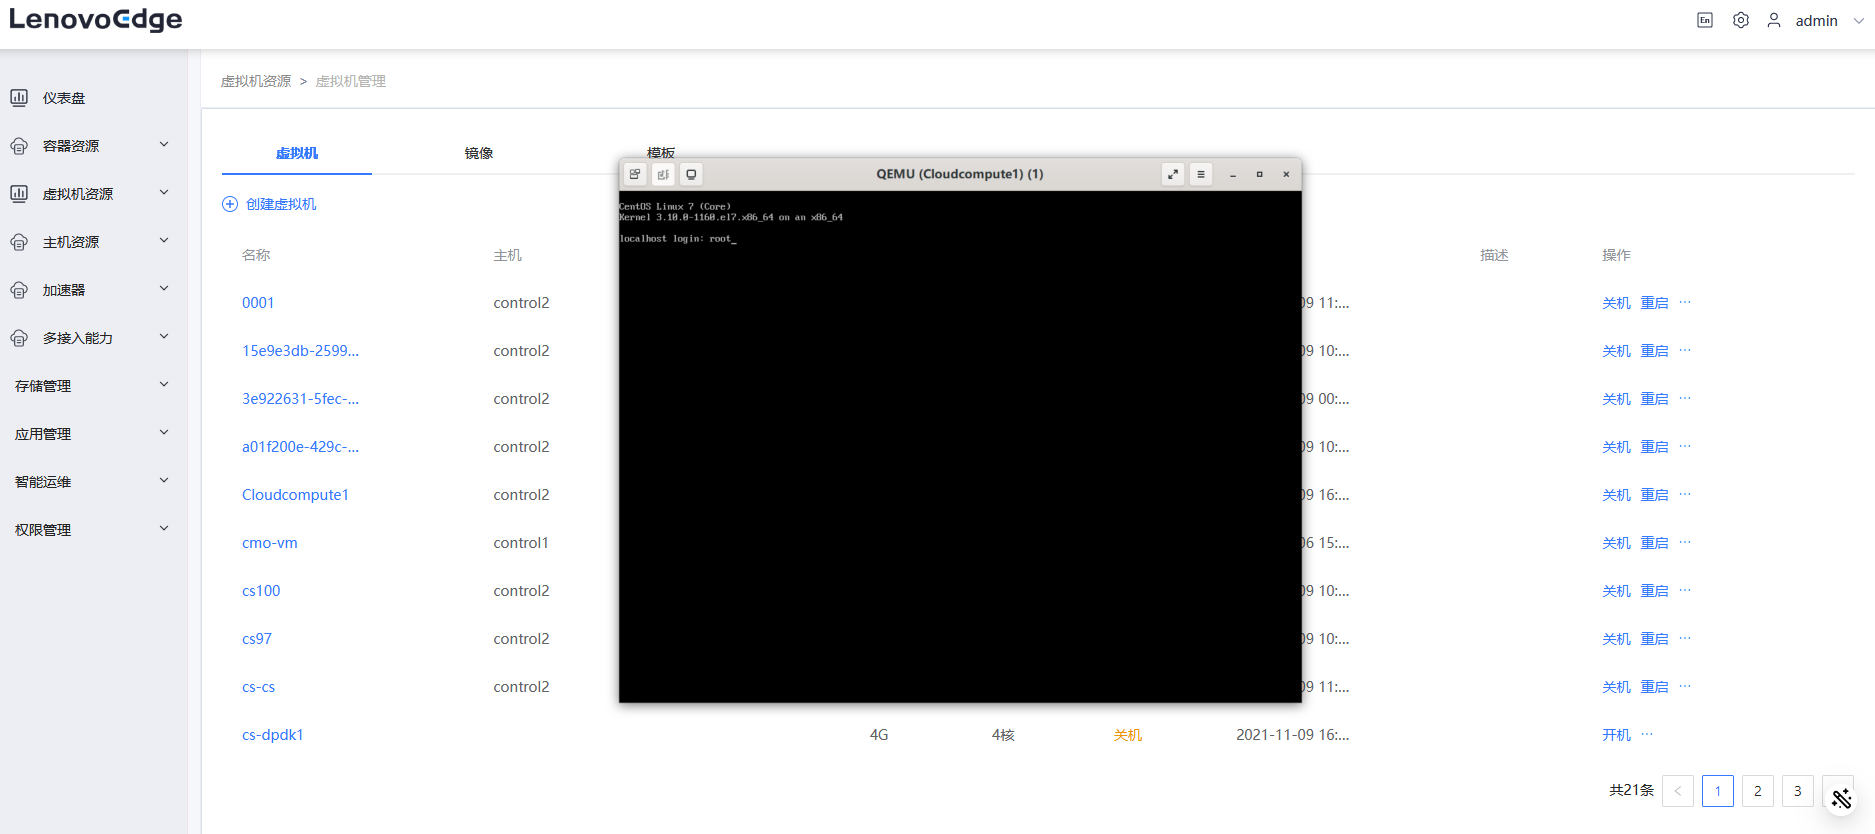 LenovoEdge
En
admin
仪表盘
容器资源
虚拟机资源
主机资源
加速器
多接入能力
存储管理
应用管理
智能运维
权限管理
虚拟机资源 > 虚拟机管理
虚拟机 镜像 模板
创建虚拟机
QEMU (Cloudcompute1) (1)
CentOS Linux 7 (Core)
Kernel 3.10.0-1160.el7.x86_64 on an x86_64
localhost login: root_
名称 主机 描述 操作
0001 control2 09 11:... 关机 重启 ···
15e9e3db-2599... control2 09 10:... 关机 重启 ···
3e922631-5fec-... control2 09 00:... 关机 重启 ···
a01f200e-429c-... control2 09 10:... 关机 重启 ···
Cloudcompute1 control2 09 16:... 关机 重启 ···
cmo-vm control1 06 15:... 关机 重启 ···
cs100 control2 09 10:... 关机 重启 ···
cs97 control2 09 10:... 关机 重启 ···
cs-cs control2 09 11:... 关机 重启 ···
cs-dpdk1 4G 4核 关机 2021-11-09 16:... 开机 ···
共21条 < 1 2 3